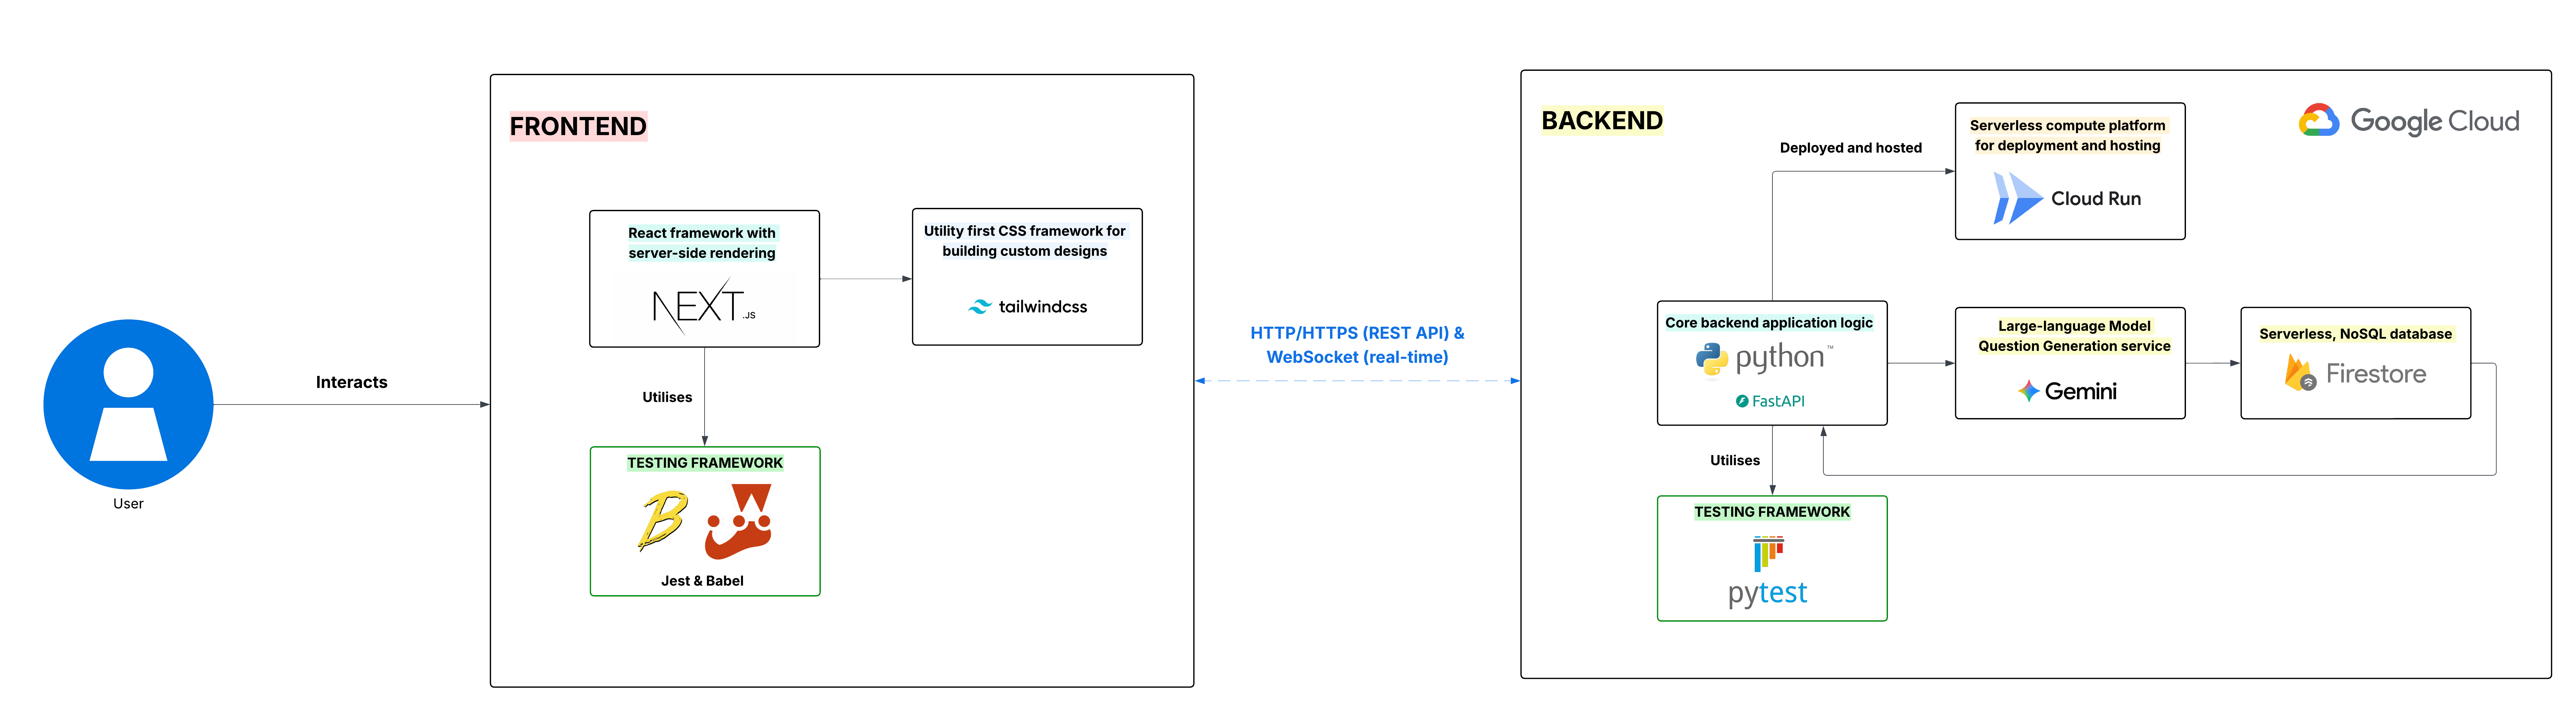 User
Interacts
FRONTEND
React framework with
server-side rendering
NEXT.JS
Utility first CSS framework for
building custom designs
tailwindcss
Utilises
TESTING FRAMEWORK
B
Jest & Babel
HTTP/HTTPS (REST API) &
WebSocket (real-time)
BACKEND
Google Cloud
Deployed and hosted
Serverless compute platform
for deployment and hosting
Cloud Run
Core backend application logic
python™
FastAPI
Large-language Model
Question Generation service
Gemini
Serverless, NoSQL database
Firestore
Utilises
TESTING FRAMEWORK
pytest